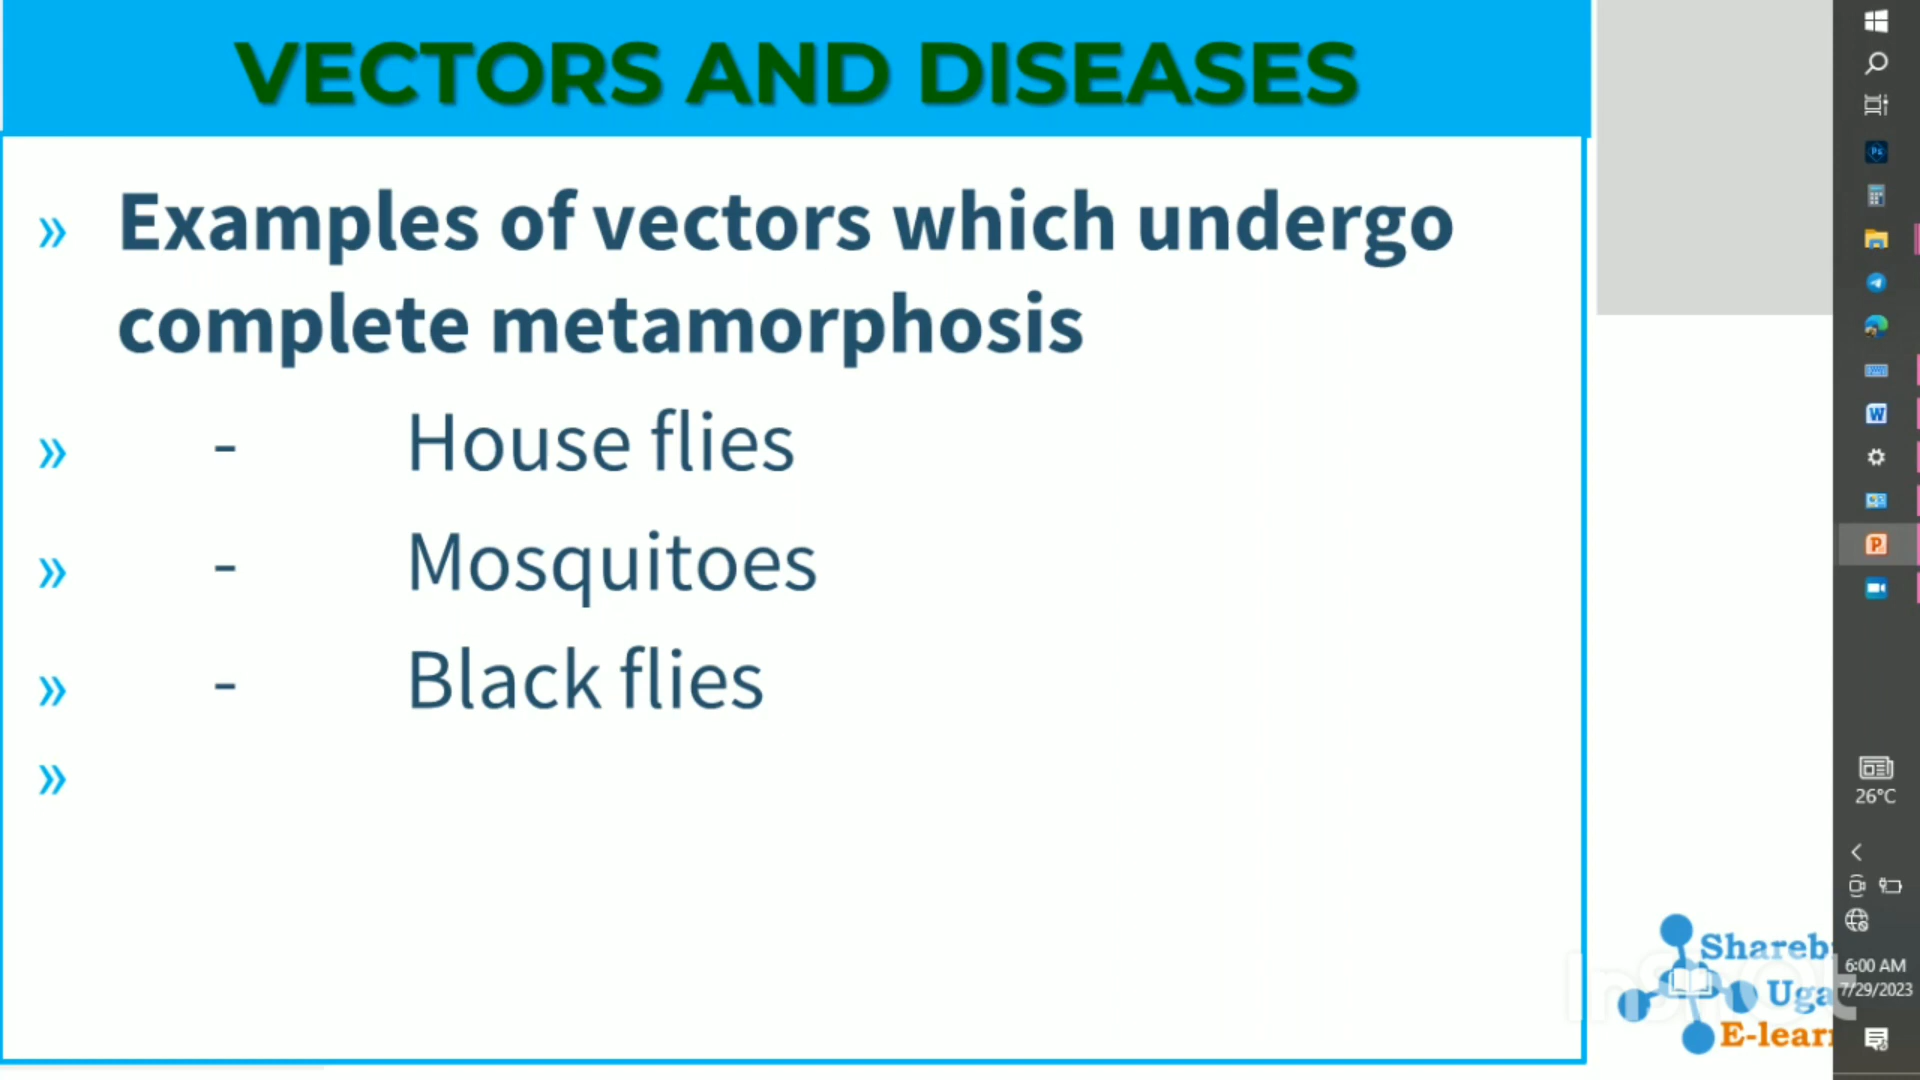 VECTORS AND DISEASES
» Examples of vectors which undergo
complete metamorphosis
» - House flies
» - Mosquitoes
» - Black flies
»
26°C
Shareb
Uga
E-lear
6:00 AM
7/29/2023